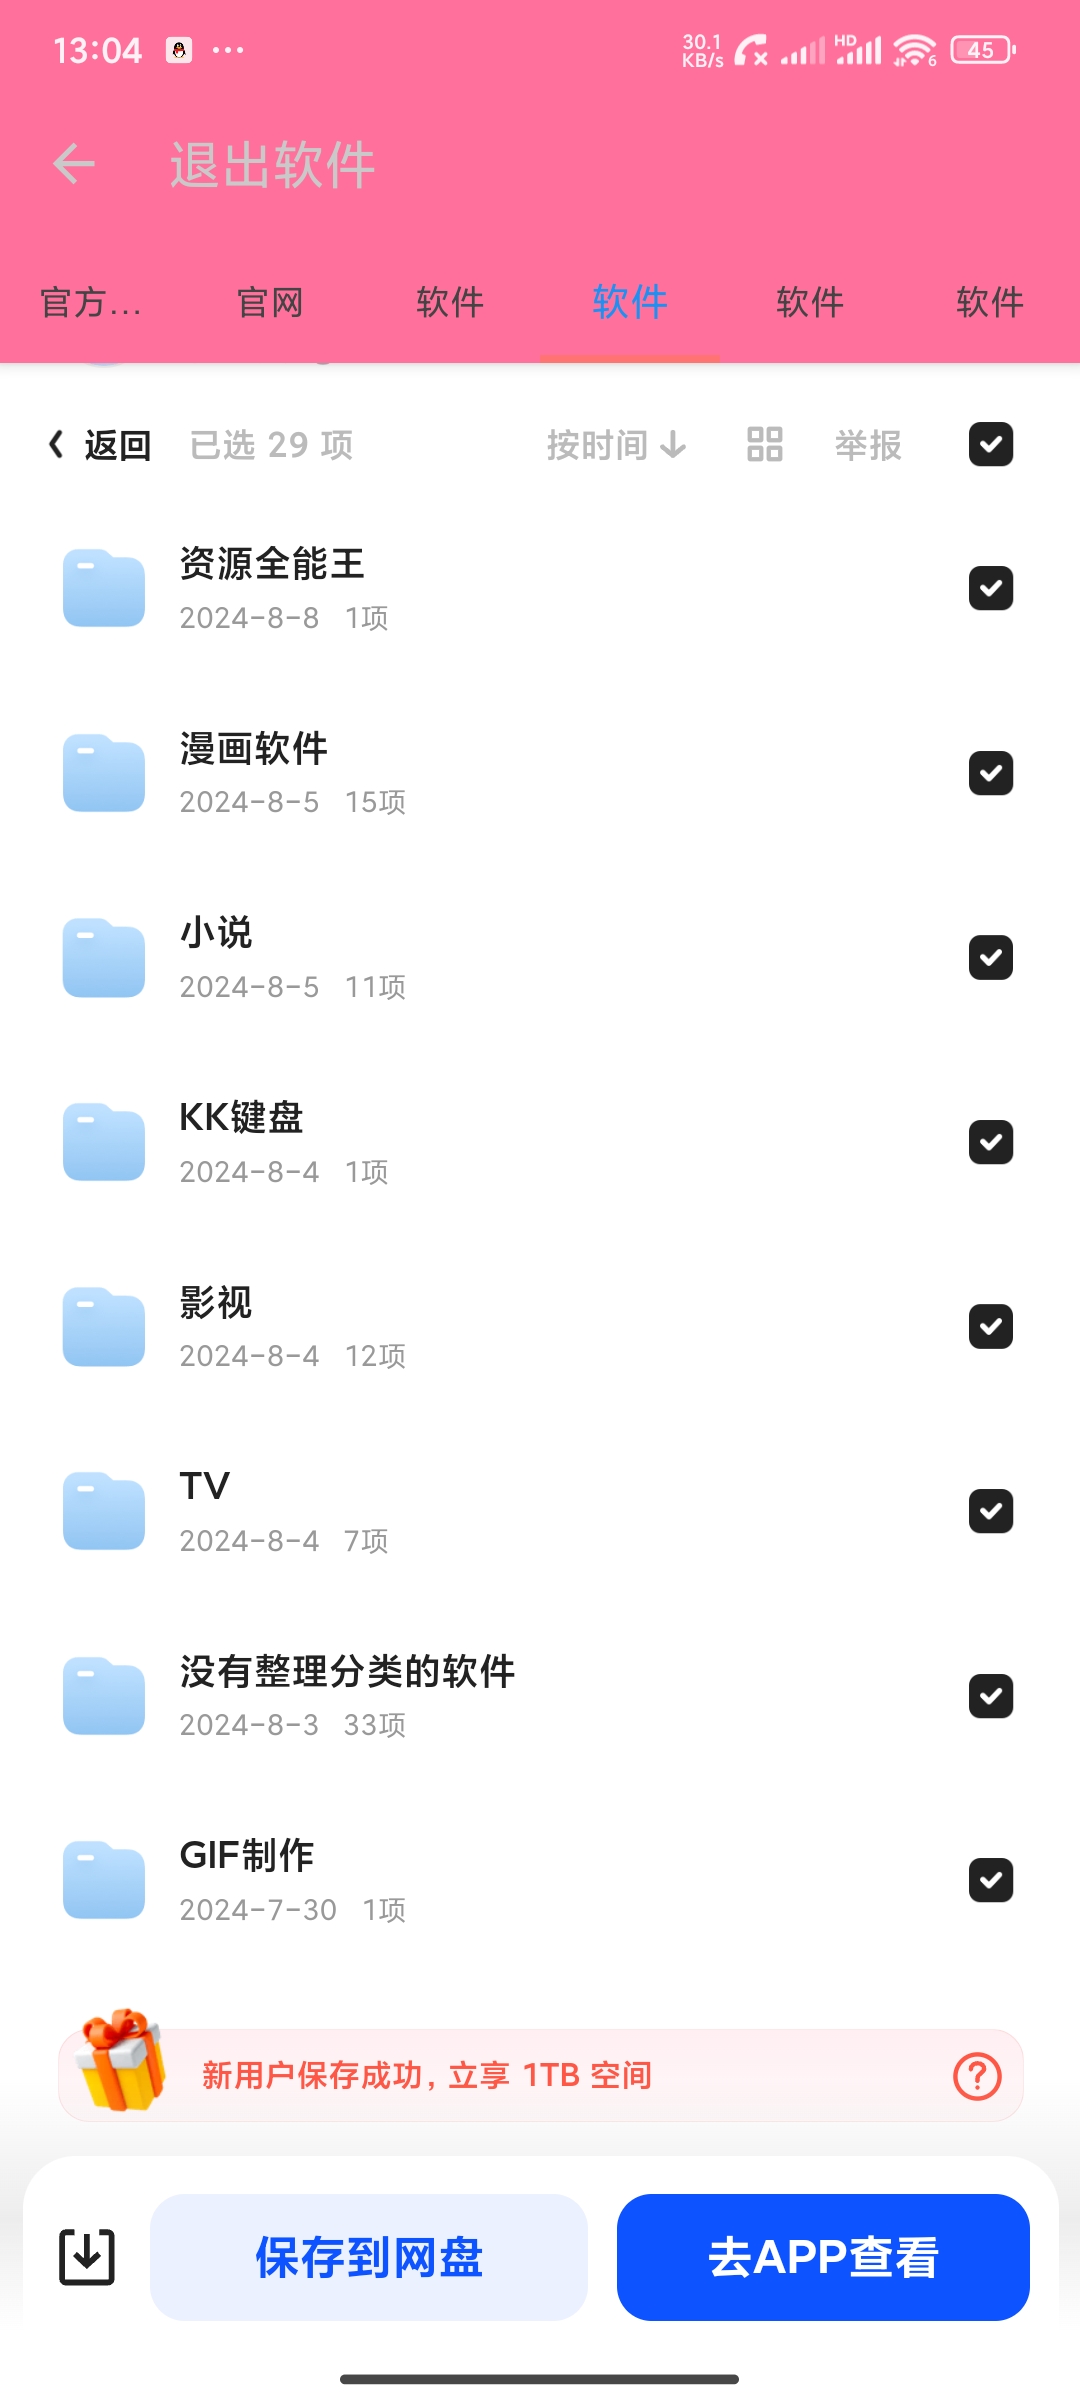 13:04
30.1
KB/s
HD
6
45
退出软件
官方... 官网 软件 软件 软件 软件
返回 已选 29 项 按时间 举报
资源全能王
2024-8-8 1项
漫画软件
2024-8-5 15项
小说
2024-8-5 11项
KK键盘
2024-8-4 1项
影视
2024-8-4 12项
TV
2024-8-4 7项
没有整理分类的软件
2024-8-3 33项
GIF制作
2024-7-30 1项
新用户保存成功，立享 1TB 空间
保存到网盘 去APP查看